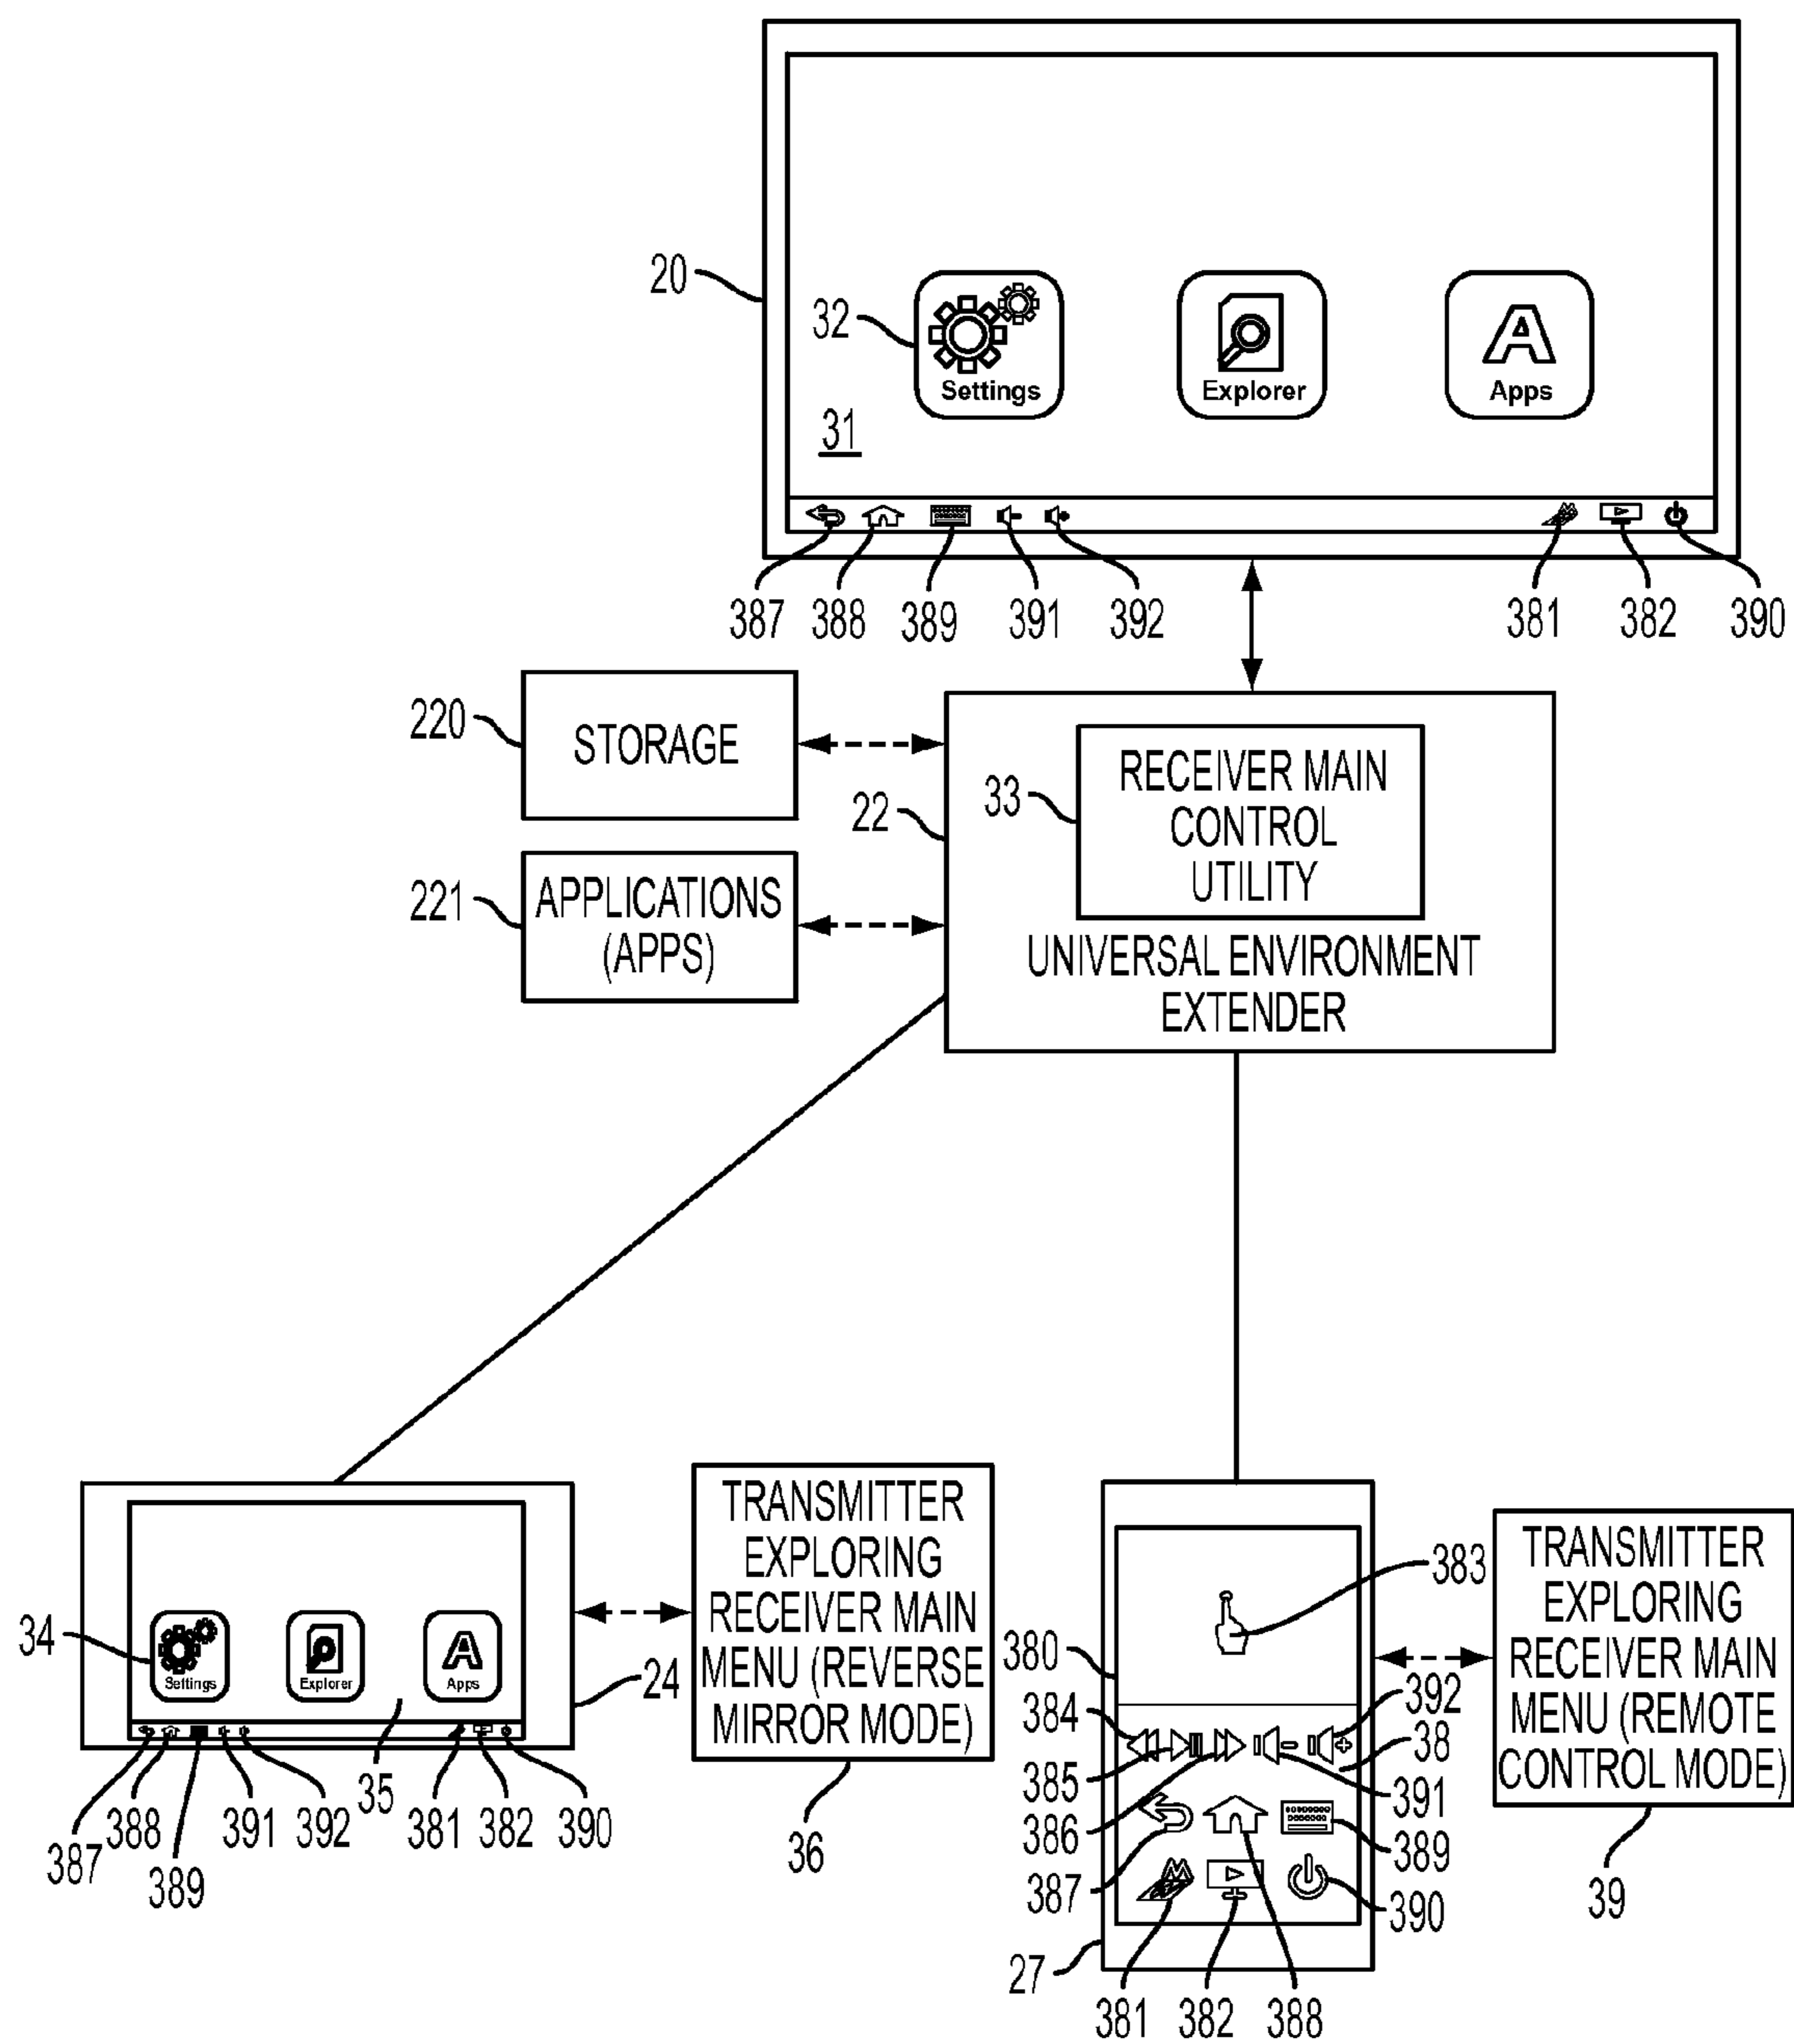 20
32
Settings
Explorer
A
Apps
31
387
388
389
391
392
381
382
390
220
STORAGE
22
33
RECEIVER MAIN
CONTROL
UTILITY
221
APPLICATIONS
(APPS)
UNIVERSAL ENVIRONMENT
EXTENDER
34
Settings
Explorer
A
Apps
24
35
387
388
389
391
392
381
382
390
TRANSMITTER
EXPLORING
RECEIVER MAIN
MENU (REVERSE
MIRROR MODE)
36
383
380
384
392
38
385
386
391
387
389
390
27
381
382
388
TRANSMITTER
EXPLORING
RECEIVER MAIN
MENU (REMOTE
CONTROL MODE)
39